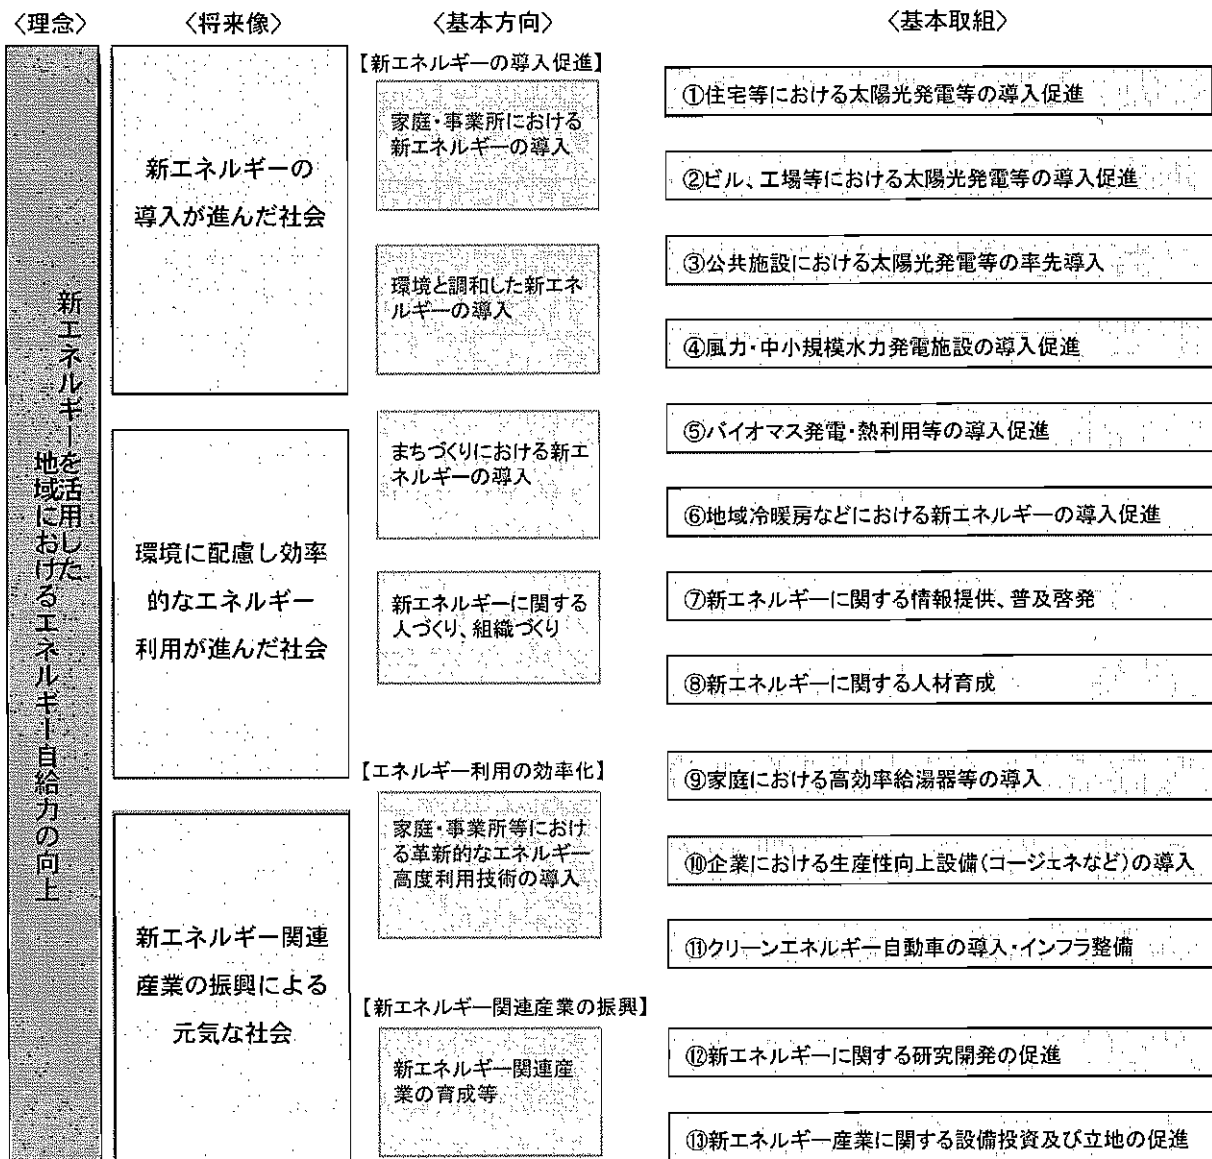 〈理念〉
〈将来像〉
〈基本方向〉
〈基本取組〉
新エネルギーを活用した
地域におけるエネルギー自給力の向上
新エネルギーの
導入が進んだ社会
環境に配慮し効率
的なエネルギー
利用が進んだ社会
新エネルギー関連
産業の振興による
元気な社会
【新エネルギーの導入促進】
家庭・事業所における
新エネルギーの導入
環境と調和した新エネ
ルギーの導入
まちづくりにおける新エ
ネルギーの導入
新エネルギーに関する
人づくり、組織づくり
【エネルギー利用の効率化】
家庭・事業所等におけ
る革新的なエネルギー
高度利用技術の導入
【新エネルギー関連産業の振興】
新エネルギー関連産
業の育成等
①住宅等における太陽光発電等の導入促進
②ビル、工場等における太陽光発電等の導入促進
③公共施設における太陽光発電等の率先導入
④風力・中小規模水力発電施設の導入促進
⑤バイオマス発電・熱利用等の導入促進
⑥地域冷暖房などにおける新エネルギーの導入促進
⑦新エネルギーに関する情報提供、普及啓発
⑧新エネルギーに関する人材育成
⑨家庭における高効率給湯器等の導入
⑩企業における生産性向上設備(コージェネなど)の導入
⑪クリーンエネルギー自動車の導入・インフラ整備
⑫新エネルギーに関する研究開発の促進
⑬新エネルギー産業に関する設備投資及び立地の促進